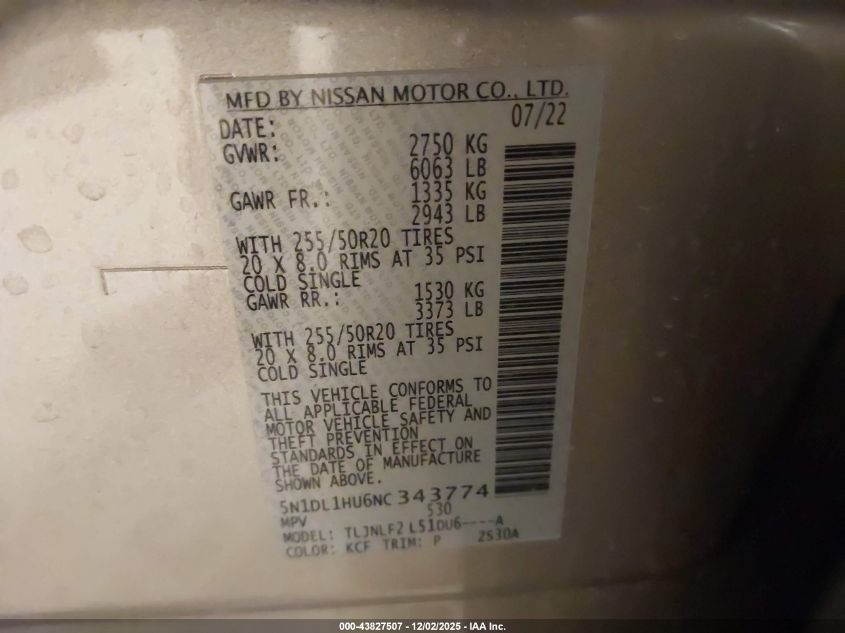 MFD BY NISSAN MOTOR CO., LTD.
DATE: 07/22
GVWR: 2750 KG
6063 LB
GAWR FR.: 1335 KG
2943 LB
WITH 255/50R20 TIRES
20 X 8.0 RIMS AT 35 PSI
COLD SINGLE
GAWR RR.: 1530 KG
3373 LB
WITH 255/50R20 TIRES
20 X 8.0 RIMS AT 35 PSI
COLD SINGLE
THIS VEHICLE CONFORMS TO
ALL APPLICABLE FEDERAL
MOTOR VEHICLE SAFETY AND
THEFT PREVENTION
STANDARDS IN EFFECT ON
THE DATE OF MANUFACTURE
SHOWN ABOVE.
5N1DL1HU6NC343774
MPV 530
MODEL: TLJNLF2 L51DU6----A
COLOR: KCF TRIM: P 2S30A
000-43827507 - 12/02/2025 - IAA Inc.